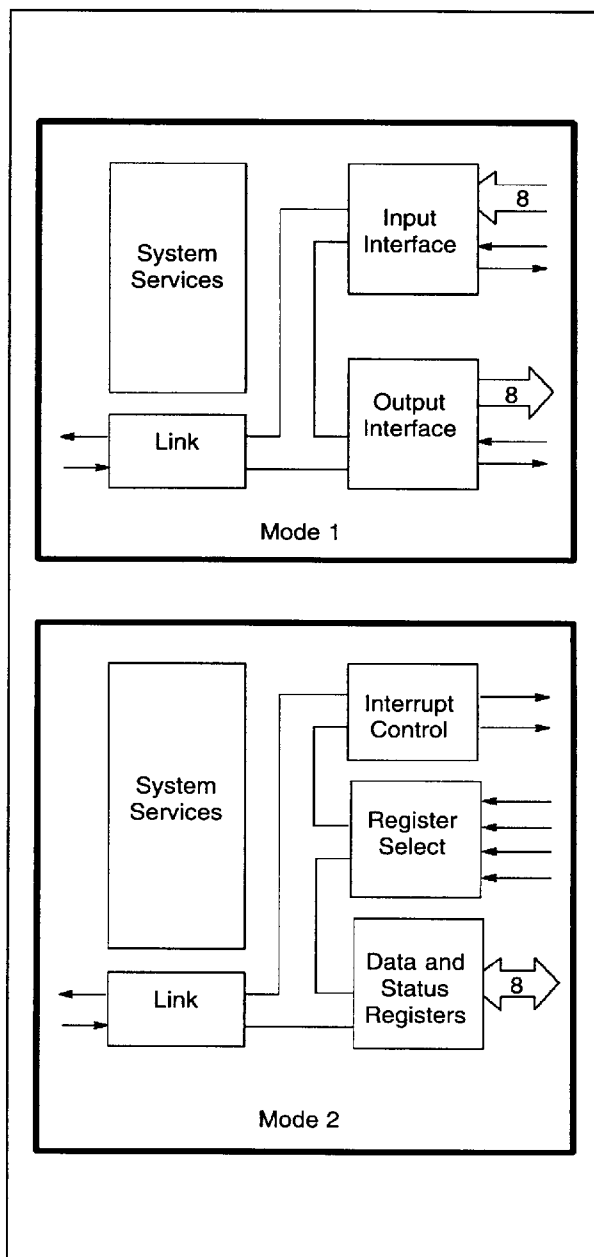 System
Services
Input
Interface
8
Output
Interface
8
Link
Mode 1
System
Services
Interrupt
Control
Register
Select
Data and
Status
Registers
8
Link
Mode 2